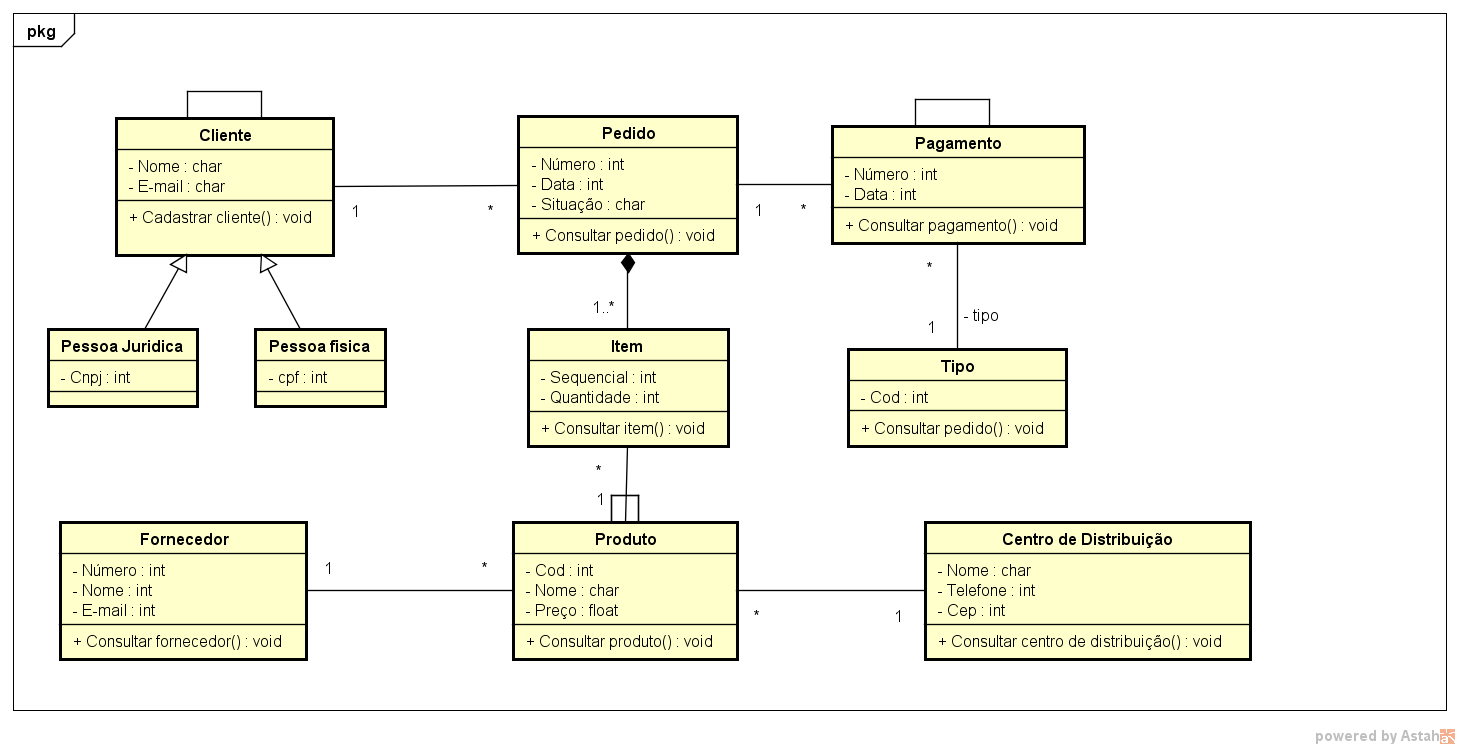 pkg
Cliente
- Nome : char
- E-mail : char
+ Cadastrar cliente() : void
1
*
Pedido
- Número : int
- Data : int
- Situação : char
+ Consultar pedido() : void
1
*
Pagamento
- Número : int
- Data : int
+ Consultar pagamento() : void
*
1
- tipo
1..*
Pessoa Juridica
- Cnpj : int
Pessoa fisica
- cpf : int
Item
- Sequencial : int
- Quantidade : int
+ Consultar item() : void
Tipo
- Cod : int
+ Consultar pedido() : void
*
1
Fornecedor
- Número : int
- Nome : int
- E-mail : int
+ Consultar fornecedor() : void
1
*
Produto
- Cod : int
- Nome : char
- Preço : float
+ Consultar produto() : void
*
1
Centro de Distribuição
- Nome : char
- Telefone : int
- Cep : int
+ Consultar centro de distribuição() : void
powered by Astah